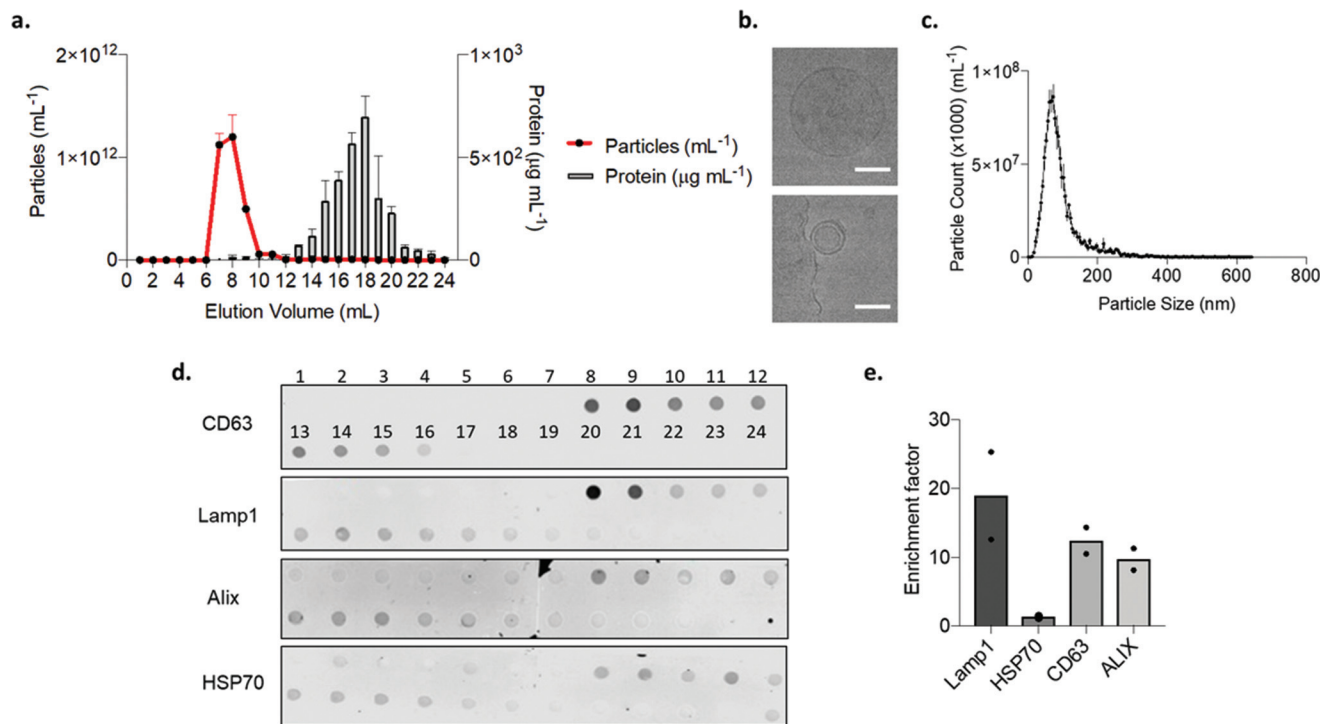 a.
2×10¹²
1×10¹²
0
Particles (mL⁻¹)
1×10³
5×10²
0
Protein (µg mL⁻¹)
0 2 4 6 8 10 12 14 16 18 20 22 24
Elution Volume (mL)
Particles (mL⁻¹)
Protein (µg mL⁻¹)
b.
c.
1×10⁸
5×10⁷
0
Particle Count (x1000) (mL⁻¹)
0 200 400 600 800
Particle Size (nm)
d.
1 2 3 4 5 6 7 8 9 10 11 12
CD63
13 14 15 16 17 18 19 20 21 22 23 24
Lamp1
Alix
HSP70
e.
30
20
10
0
Enrichment factor
Lamp1
HSP70
CD63
ALIX